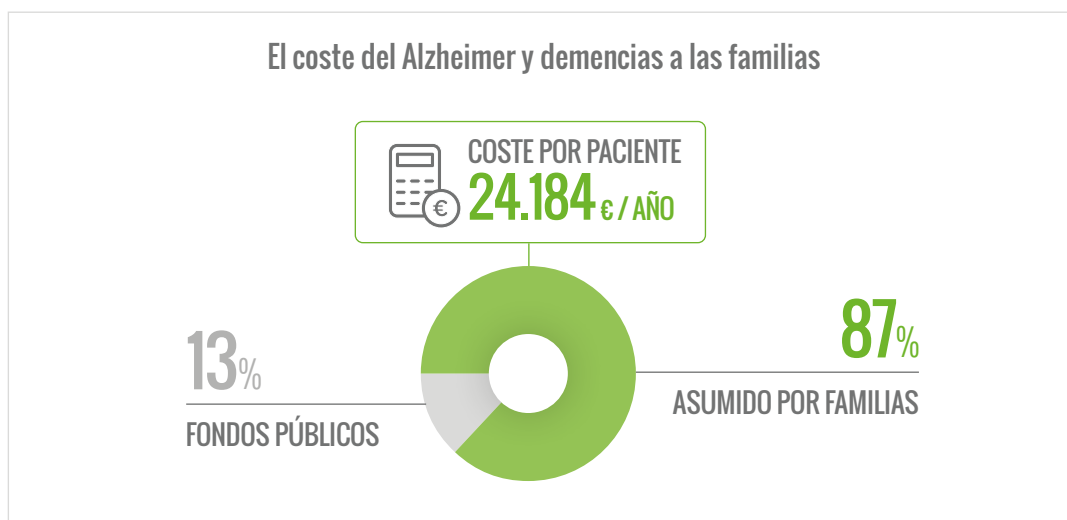 El coste del Alzheimer y demencias a las familias
COSTE POR PACIENTE
€
24.184 € / AÑO
13%
FONDOS PÚBLICOS
87%
ASUMIDO POR FAMILIAS